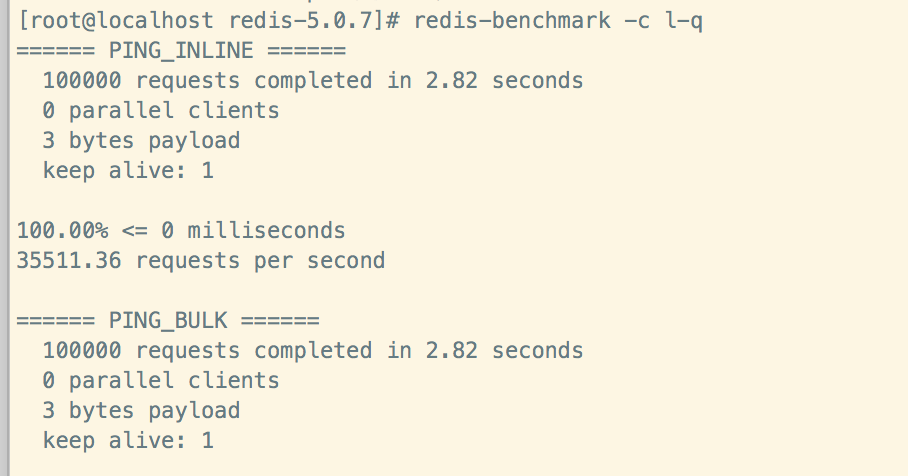 [root@localhost redis-5.0.7]# redis-benchmark -c l-q
====== PING_INLINE ======
100000 requests completed in 2.82 seconds
0 parallel clients
3 bytes payload
keep alive: 1
100.00% <= 0 milliseconds
35511.36 requests per second
====== PING_BULK ======
100000 requests completed in 2.82 seconds
0 parallel clients
3 bytes payload
keep alive: 1